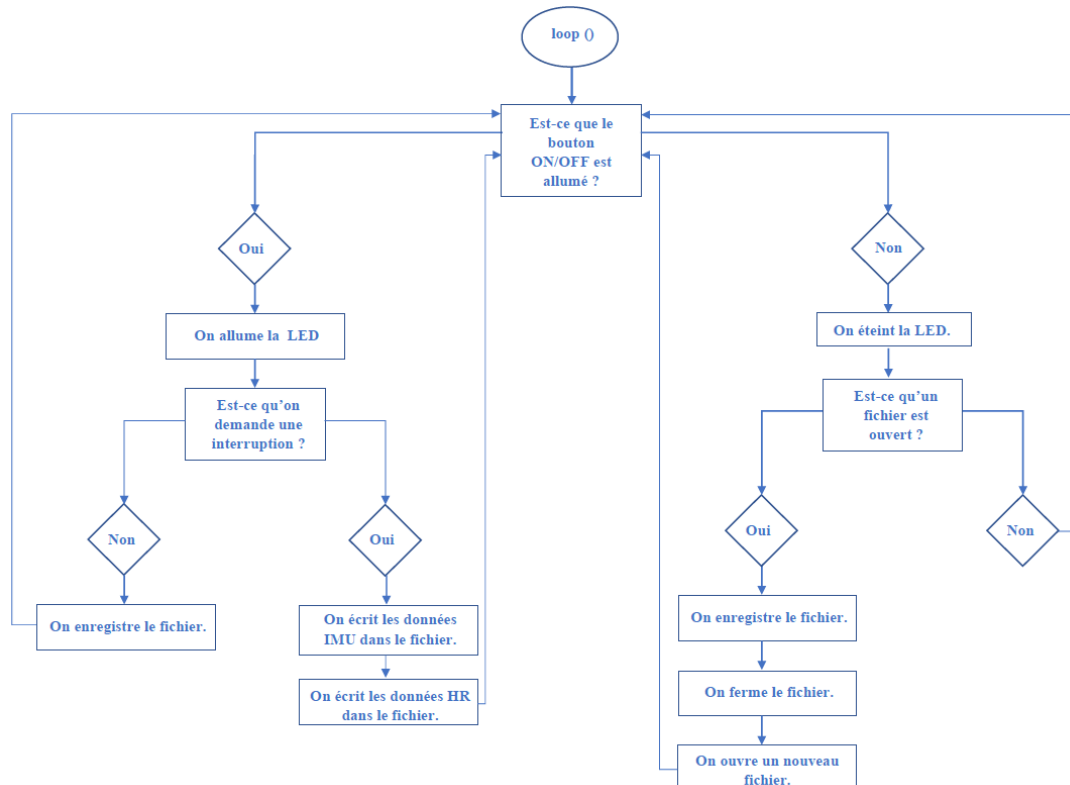 loop ()
Est-ce que le
bouton
ON/OFF est
allumé ?
Oui
Non
On allume la LED
On éteint la LED.
Est-ce qu'on
demande une
interruption ?
Est-ce qu'un
fichier est
ouvert ?
Non
Oui
Oui
Non
On enregistre le fichier.
On écrit les données
IMU dans le fichier.
On écrit les données HR
dans le fichier.
On enregistre le fichier.
On ferme le fichier.
On ouvre un nouveau
fichier.